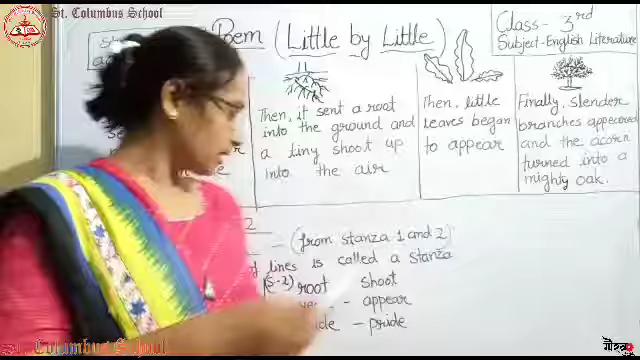 St. Columbus School
Poem (Little by Little)
Class- 3rd
Subject-English Literature
Then, it sent a root
into the ground and
a tiny shoot up
into the air
Then, little
leaves began
to appear
Finally, slender
branches appeared
and the acorn
turned into a
mighty oak.
2
(from stanza 1 and 2)
lines is called a stanza
(S-2) root shoot
- appear
- pride
St. Columbus School